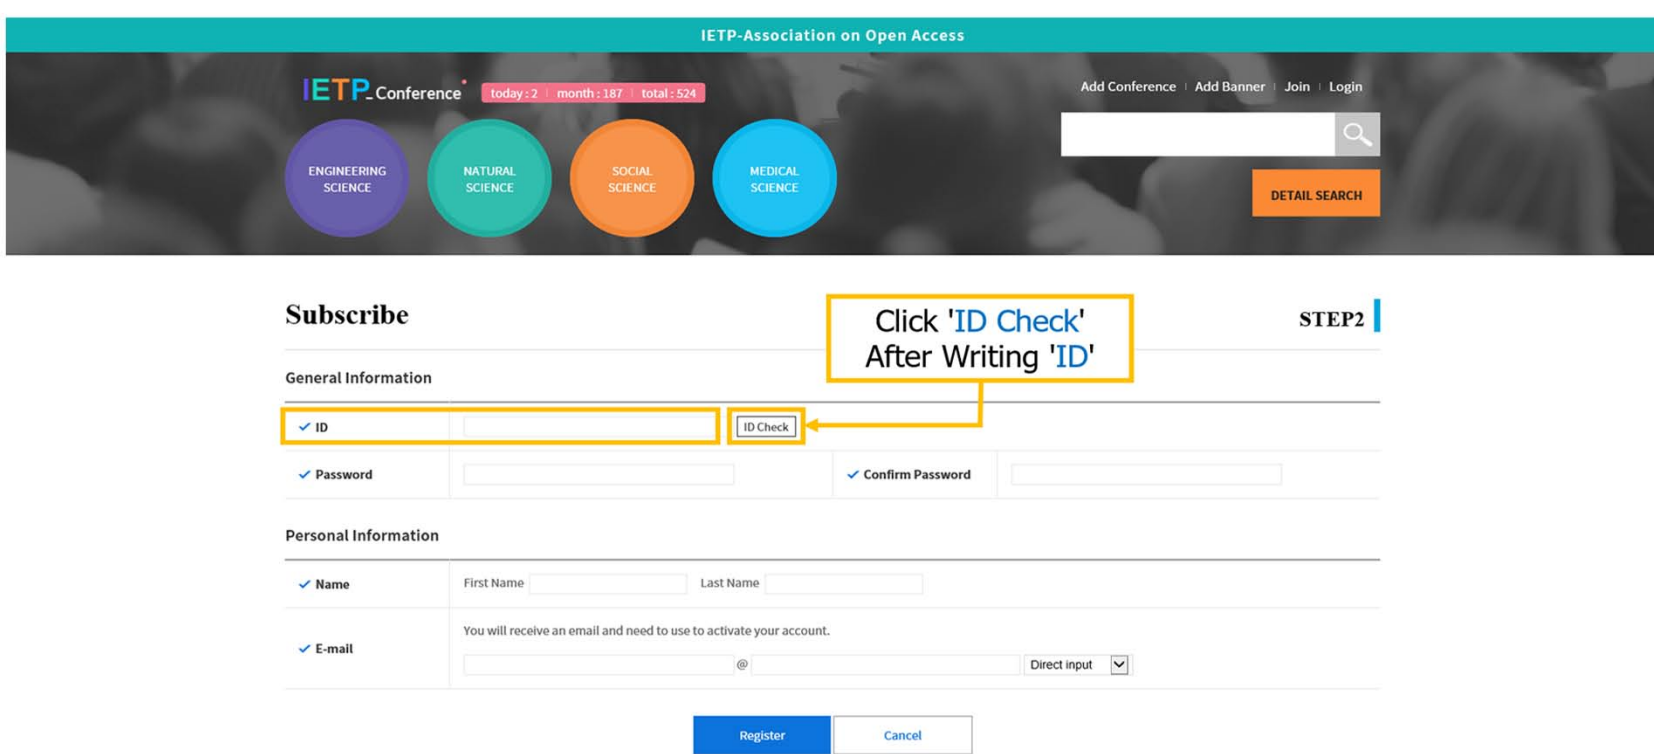 IETP-Association on Open Access
IETP_Conference
today : 2 | month : 187 | total : 524
Add Conference | Add Banner | Join | Login
ENGINEERING
SCIENCE
NATURAL
SCIENCE
SOCIAL
SCIENCE
MEDICAL
SCIENCE
DETAIL SEARCH
Subscribe
Click 'ID Check'
After Writing 'ID'
STEP2
General Information
ID
ID Check
Password
Confirm Password
Personal Information
Name
First Name
Last Name
E-mail
You will receive an email and need to use to activate your account.
@
Direct input
Register
Cancel